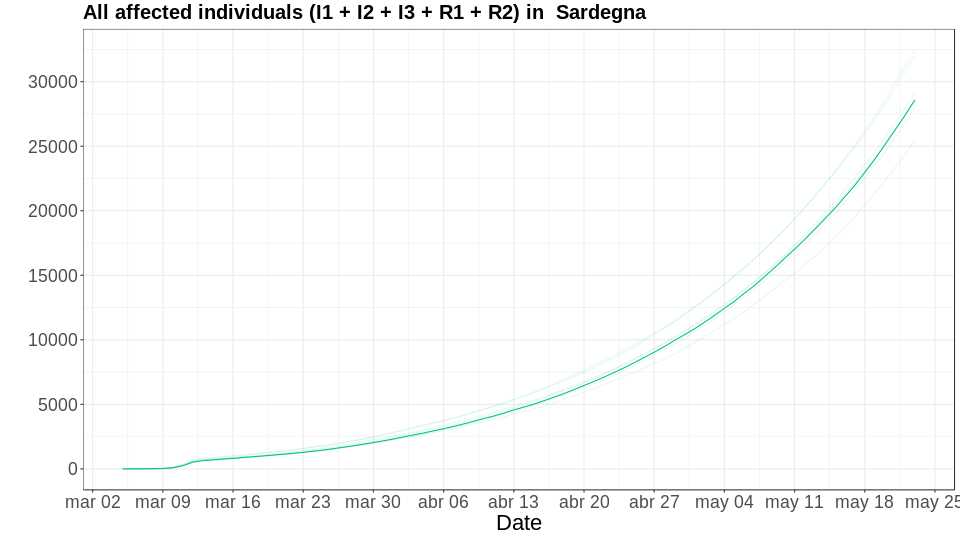 All affected individuals (I1 + I2 + I3 + R1 + R2) in  Sardegna
30000
25000
20000
15000
10000
5000
0
mar 02 mar 09 mar 16 mar 23 mar 30 abr 06 abr 13 abr 20 abr 27 may 04 may 11 may 18 may 25
Date